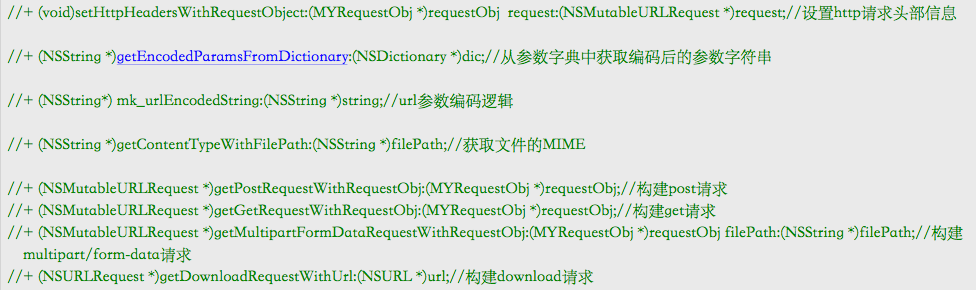 //+ (void)setHttpHeadersWithRequestObject:(MYRequestObj *)requestObj  request:(NSMutableURLRequest *)request;//设置http请求头部信息
//+ (NSString *)getEncodedParamsFromDictionary:(NSDictionary *)dic;//从参数字典中获取编码后的参数字符串
//+ (NSString*) mk_urlEncodedString:(NSString *)string;//url参数编码逻辑
//+ (NSString *)getContentTypeWithFilePath:(NSString *)filePath;//获取文件的MIME
//+ (NSMutableURLRequest *)getPostRequestWithRequestObj:(MYRequestObj *)requestObj;//构建post请求
//+ (NSMutableURLRequest *)getGetRequestWithRequestObj:(MYRequestObj *)requestObj;//构建get请求
//+ (NSMutableURLRequest *)getMultipartFormDataRequestWithRequestObj:(MYRequestObj *)requestObj filePath:(NSString *)filePath;//构建
multipart/form-data请求
//+ (NSURLRequest *)getDownloadRequestWithUrl:(NSURL *)url;//构建download请求